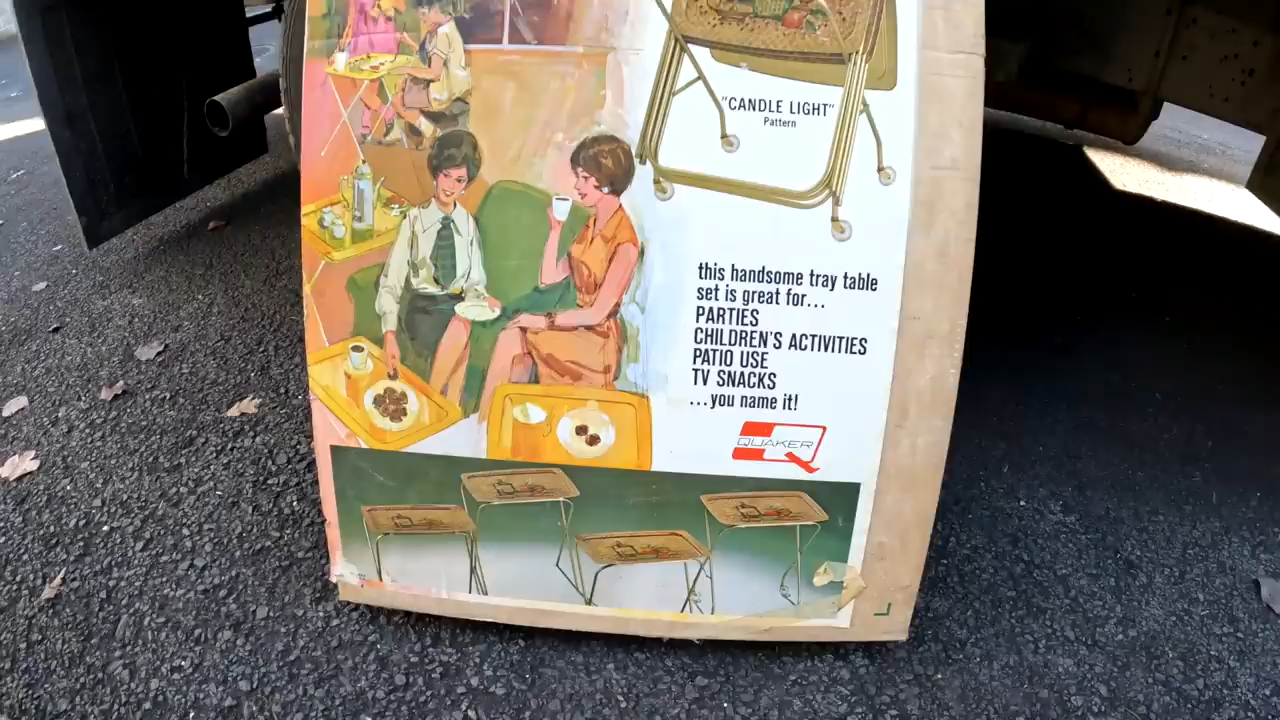 "CANDLE LIGHT"
Pattern
this handsome tray table
set is great for...
PARTIES
CHILDREN'S ACTIVITIES
PATIO USE
TV SNACKS
...you name it!
QUAKER